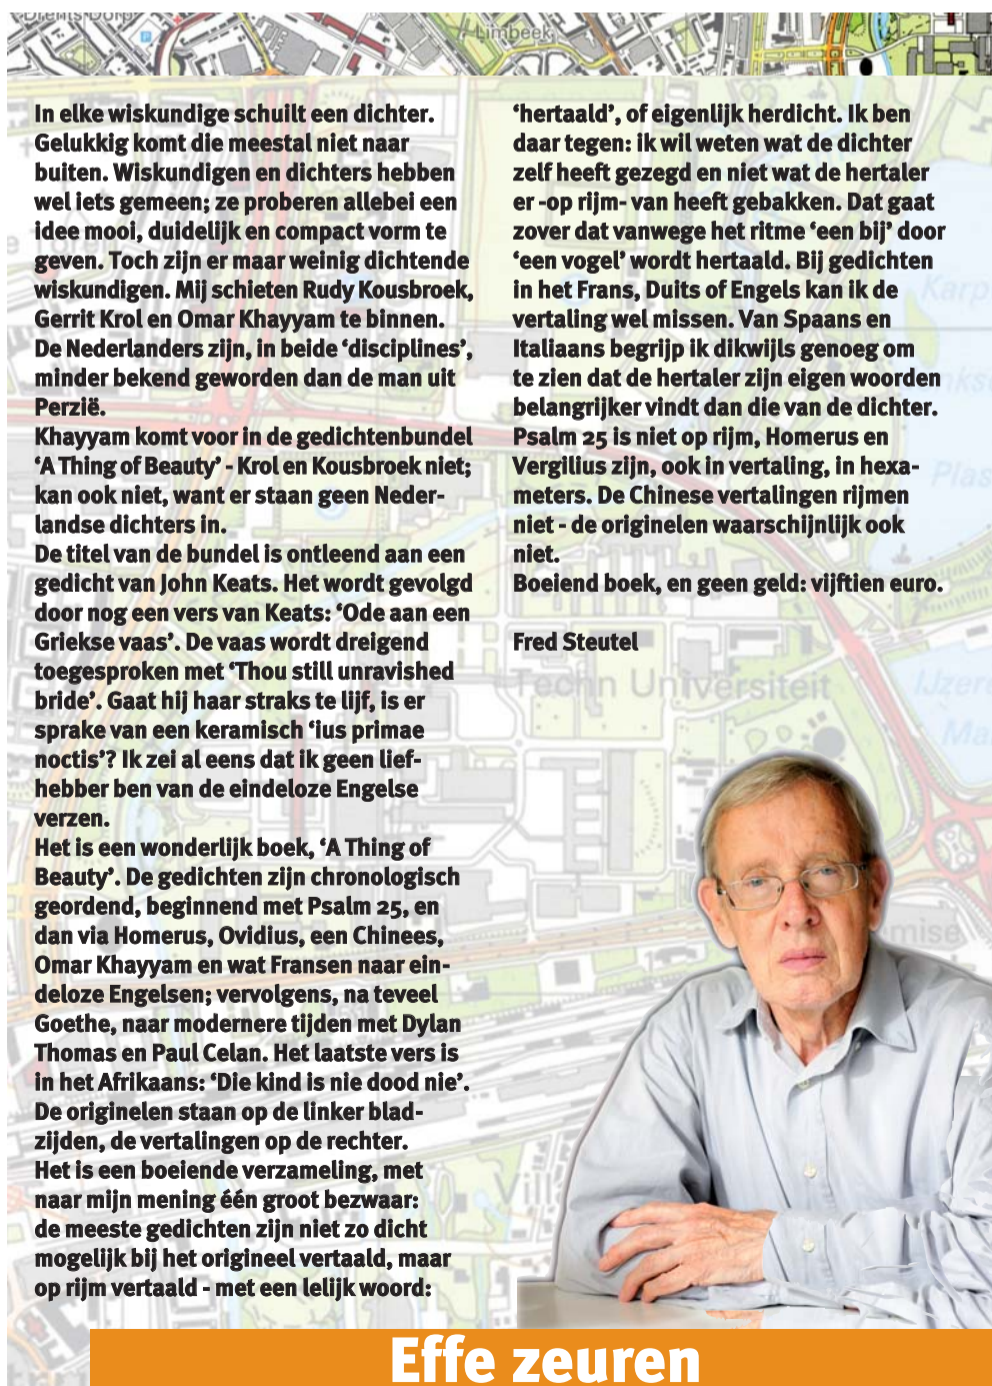 Drents Dorp
Limbeek
In elke wiskundige schuilt een dichter.
Gelukkig komt die meestal niet naar
buiten. Wiskundigen en dichters hebben
wel iets gemeen; ze proberen allebei een
idee mooi, duidelijk en compact vorm te
geven. Toch zijn er maar weinig dichtende
wiskundigen. Mij schieten Rudy Kousbroek,
Gerrit Krol en Omar Khayyam te binnen.
De Nederlanders zijn, in beide ‘disciplines’,
minder bekend geworden dan de man uit
Perzië.
Khayyam komt voor in de gedichtenbundel
‘A Thing of Beauty’ - Krol en Kousbroek niet;
kan ook niet, want er staan geen Neder-
landse dichters in.
De titel van de bundel is ontleend aan een
gedicht van John Keats. Het wordt gevolgd
door nog een vers van Keats: ‘Ode aan een
Griekse vaas’. De vaas wordt dreigend
toegesproken met ‘Thou still unravished
bride’. Gaat hij haar straks te lijf, is er
sprake van een keramisch ‘ius primae
noctis’? Ik zei al eens dat ik geen lief-
hebber ben van de eindeloze Engelse
verzen.
Het is een wonderlijk boek, ‘A Thing of
Beauty’. De gedichten zijn chronologisch
geordend, beginnend met Psalm 25, en
dan via Homerus, Ovidius, een Chinees,
Omar Khayyam en wat Fransen naar ein-
deloze Engelsen; vervolgens, na teveel
Goethe, naar modernere tijden met Dylan
Thomas en Paul Celan. Het laatste vers is
in het Afrikaans: ‘Die kind is nie dood nie’.
De originelen staan op de linker blad-
zijden, de vertalingen op de rechter.
Het is een boeiende verzameling, met
naar mijn mening één groot bezwaar:
de meeste gedichten zijn niet zo dicht
mogelijk bij het origineel vertaald, maar
op rijm vertaald - met een lelijk woord:
‘hertaald’, of eigenlijk herdicht. Ik ben
daar tegen: ik wil weten wat de dichter
zelf heeft gezegd en niet wat de hertaler
er -op rijm- van heeft gebakken. Dat gaat
zover dat vanwege het ritme ‘een bij’ door
‘een vogel’ wordt hertaald. Bij gedichten
in het Frans, Duits of Engels kan ik de
vertaling wel missen. Van Spaans en
Italiaans begrijp ik dikwijls genoeg om
te zien dat de hertaler zijn eigen woorden
belangrijker vindt dan die van de dichter.
Psalm 25 is niet op rijm, Homerus en
Vergilius zijn, ook in vertaling, in hexa-
meters. De Chinese vertalingen rijmen
niet - de originelen waarschijnlijk ook
niet.
Boeiend boek, en geen geld: vijftien euro.
Fred Steutel
Karp
Plas
Techn Universiteit
IJzere
Ma
emise
Vill
Effe zeuren